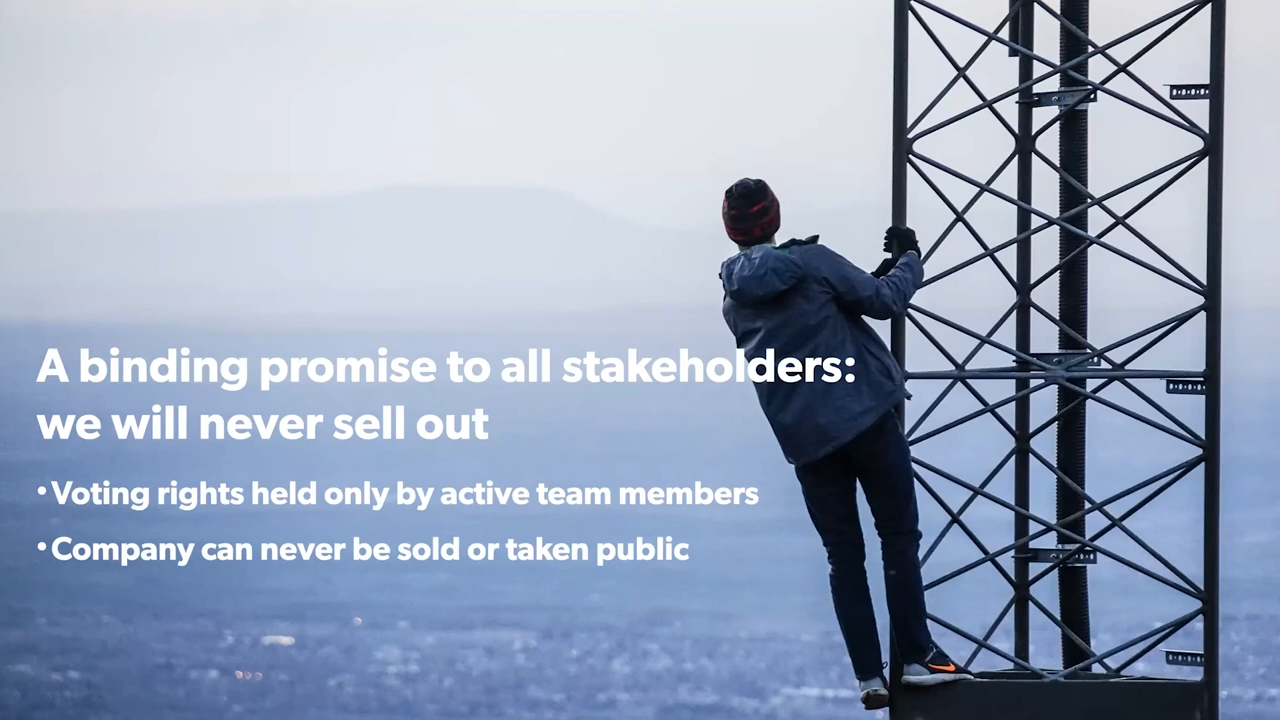 A binding promise to all stakeholders:
we will never sell out
• Voting rights held only by active team members
• Company can never be sold or taken public